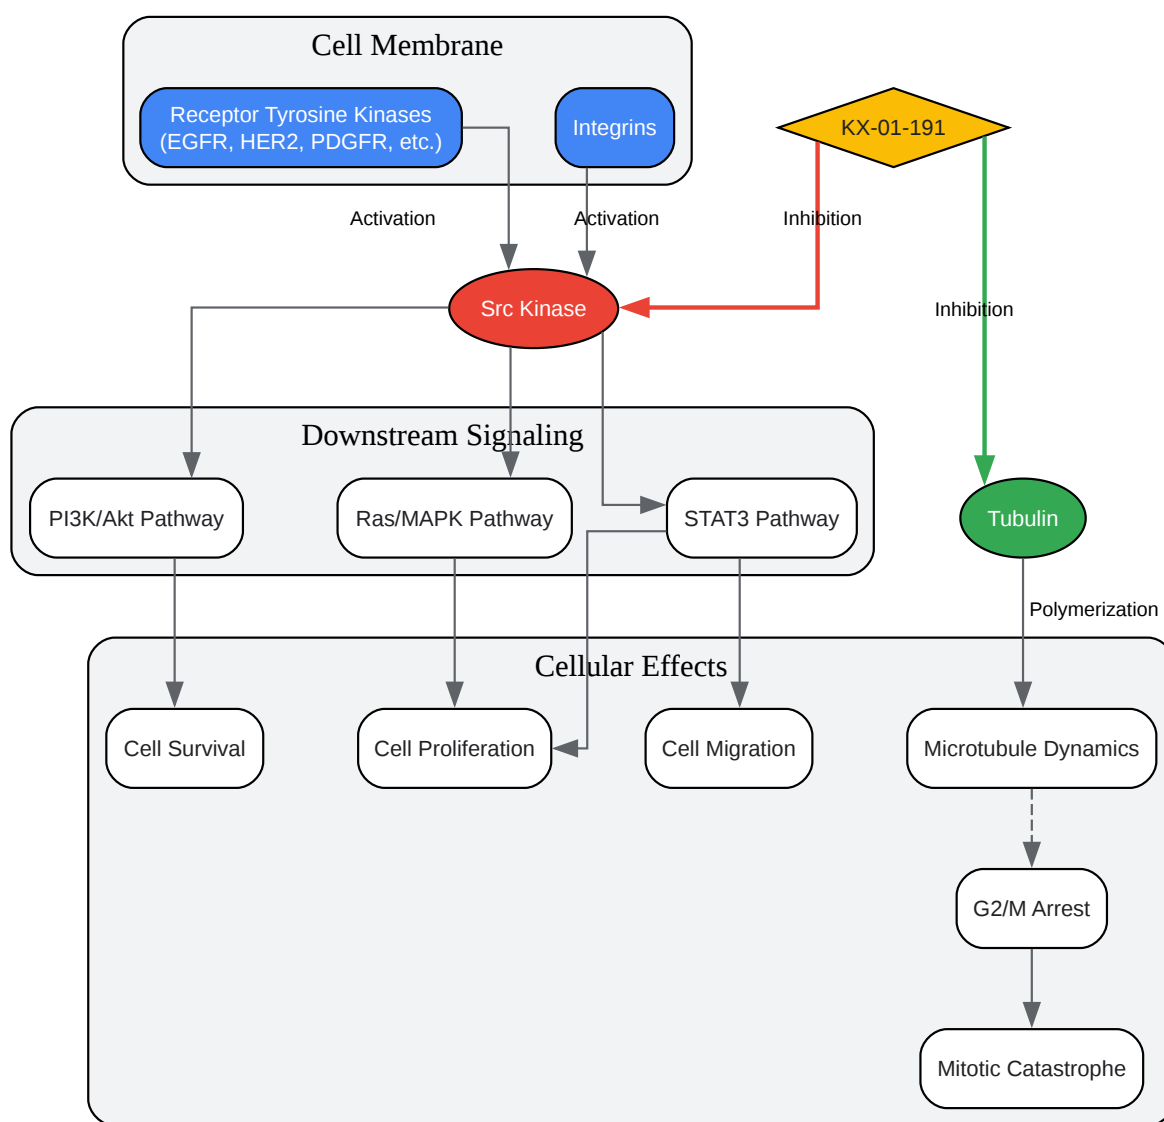 Cell Membrane
Receptor Tyrosine Kinases
(EGFR, HER2, PDGFR, etc.)
Integrins
KX-01-191
Activation
Activation
Inhibition
Src Kinase
Inhibition
Downstream Signaling
PI3K/Akt Pathway
Ras/MAPK Pathway
STAT3 Pathway
Tubulin
Polymerization
Cellular Effects
Cell Survival
Cell Proliferation
Cell Migration
Microtubule Dynamics
G2/M Arrest
Mitotic Catastrophe